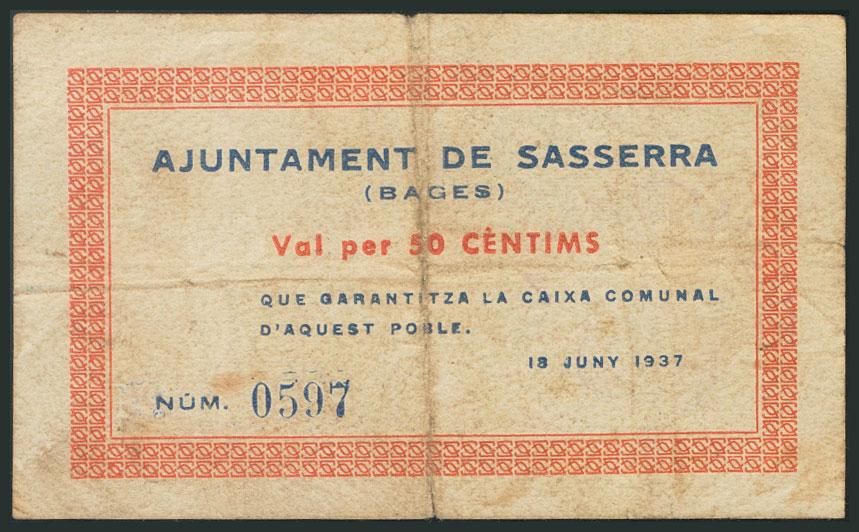 AJUNTAMENT DE SASSERRA
(BAGES)
Val per 50 CÈNTIMS
QUE GARANTITZA LA CAIXA COMUNAL
D'AQUEST POBLE.
18 JUNY 1937
NÚM. 0597